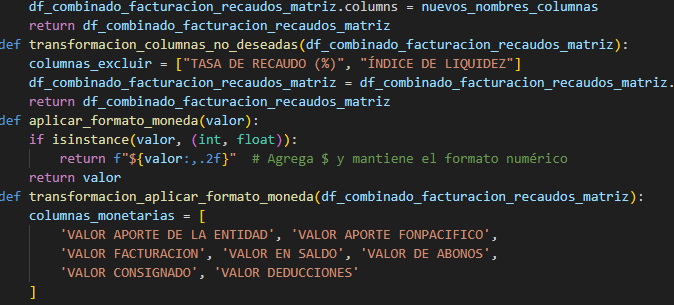 df_combinado_facturacion_recaudos_matriz.columns = nuevos_nombres_columnas
return df_combinado_facturacion_recaudos_matriz
def transformacion_columnas_no_deseadas(df_combinado_facturacion_recaudos_matriz):
columnas_excluir = ["TASA DE RECAUDO (%)", "ÍNDICE DE LIQUIDEZ"]
df_combinado_facturacion_recaudos_matriz = df_combinado_facturacion_recaudos_matriz.
return df_combinado_facturacion_recaudos_matriz
def aplicar_formato_moneda(valor):
if isinstance(valor, (int, float)):
return f"${valor:,.2f}"  # Agrega $ y mantiene el formato numérico
return valor
def transformacion_aplicar_formato_moneda(df_combinado_facturacion_recaudos_matriz):
columnas_monetarias = [
'VALOR APORTE DE LA ENTIDAD', 'VALOR APORTE FONPACIFICO',
'VALOR FACTURACION', 'VALOR EN SALDO', 'VALOR DE ABONOS',
'VALOR CONSIGNADO', 'VALOR DEDUCCIONES'
]